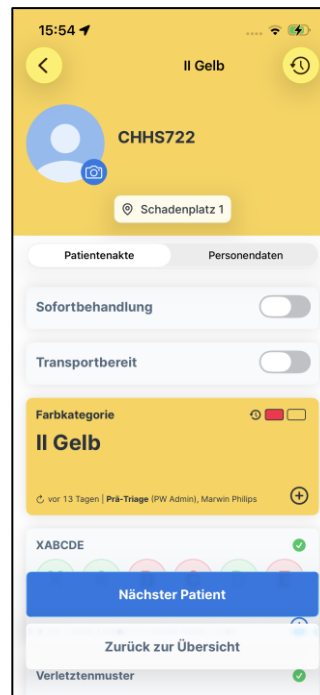 15:54
II Gelb
CHHS722
Schadenplatz 1
Patientenakte Personendaten
Sofortbehandlung
Transportbereit
Farbkategorie
II Gelb
vor 13 Tagen | Prä-Triage (PW Admin), Marwin Philips
XABCDE
Nächster Patient
Zurück zur Übersicht
Verletztenmuster